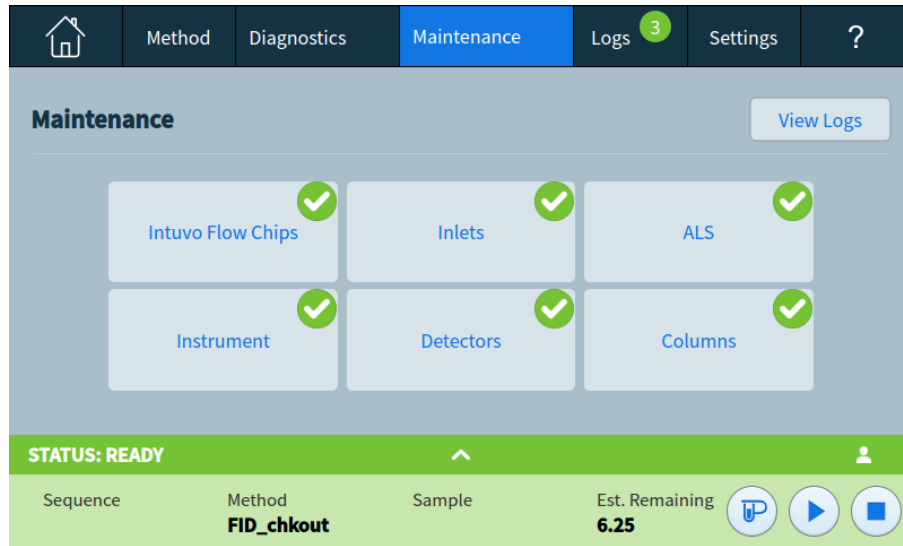 Method Diagnostics Maintenance Logs 3 Settings ?
Maintenance View Logs
Intuvo Flow Chips Inlets ALS
Instrument Detectors Columns
STATUS: READY
Sequence Method Sample Est. Remaining
FID_chkout 6.25